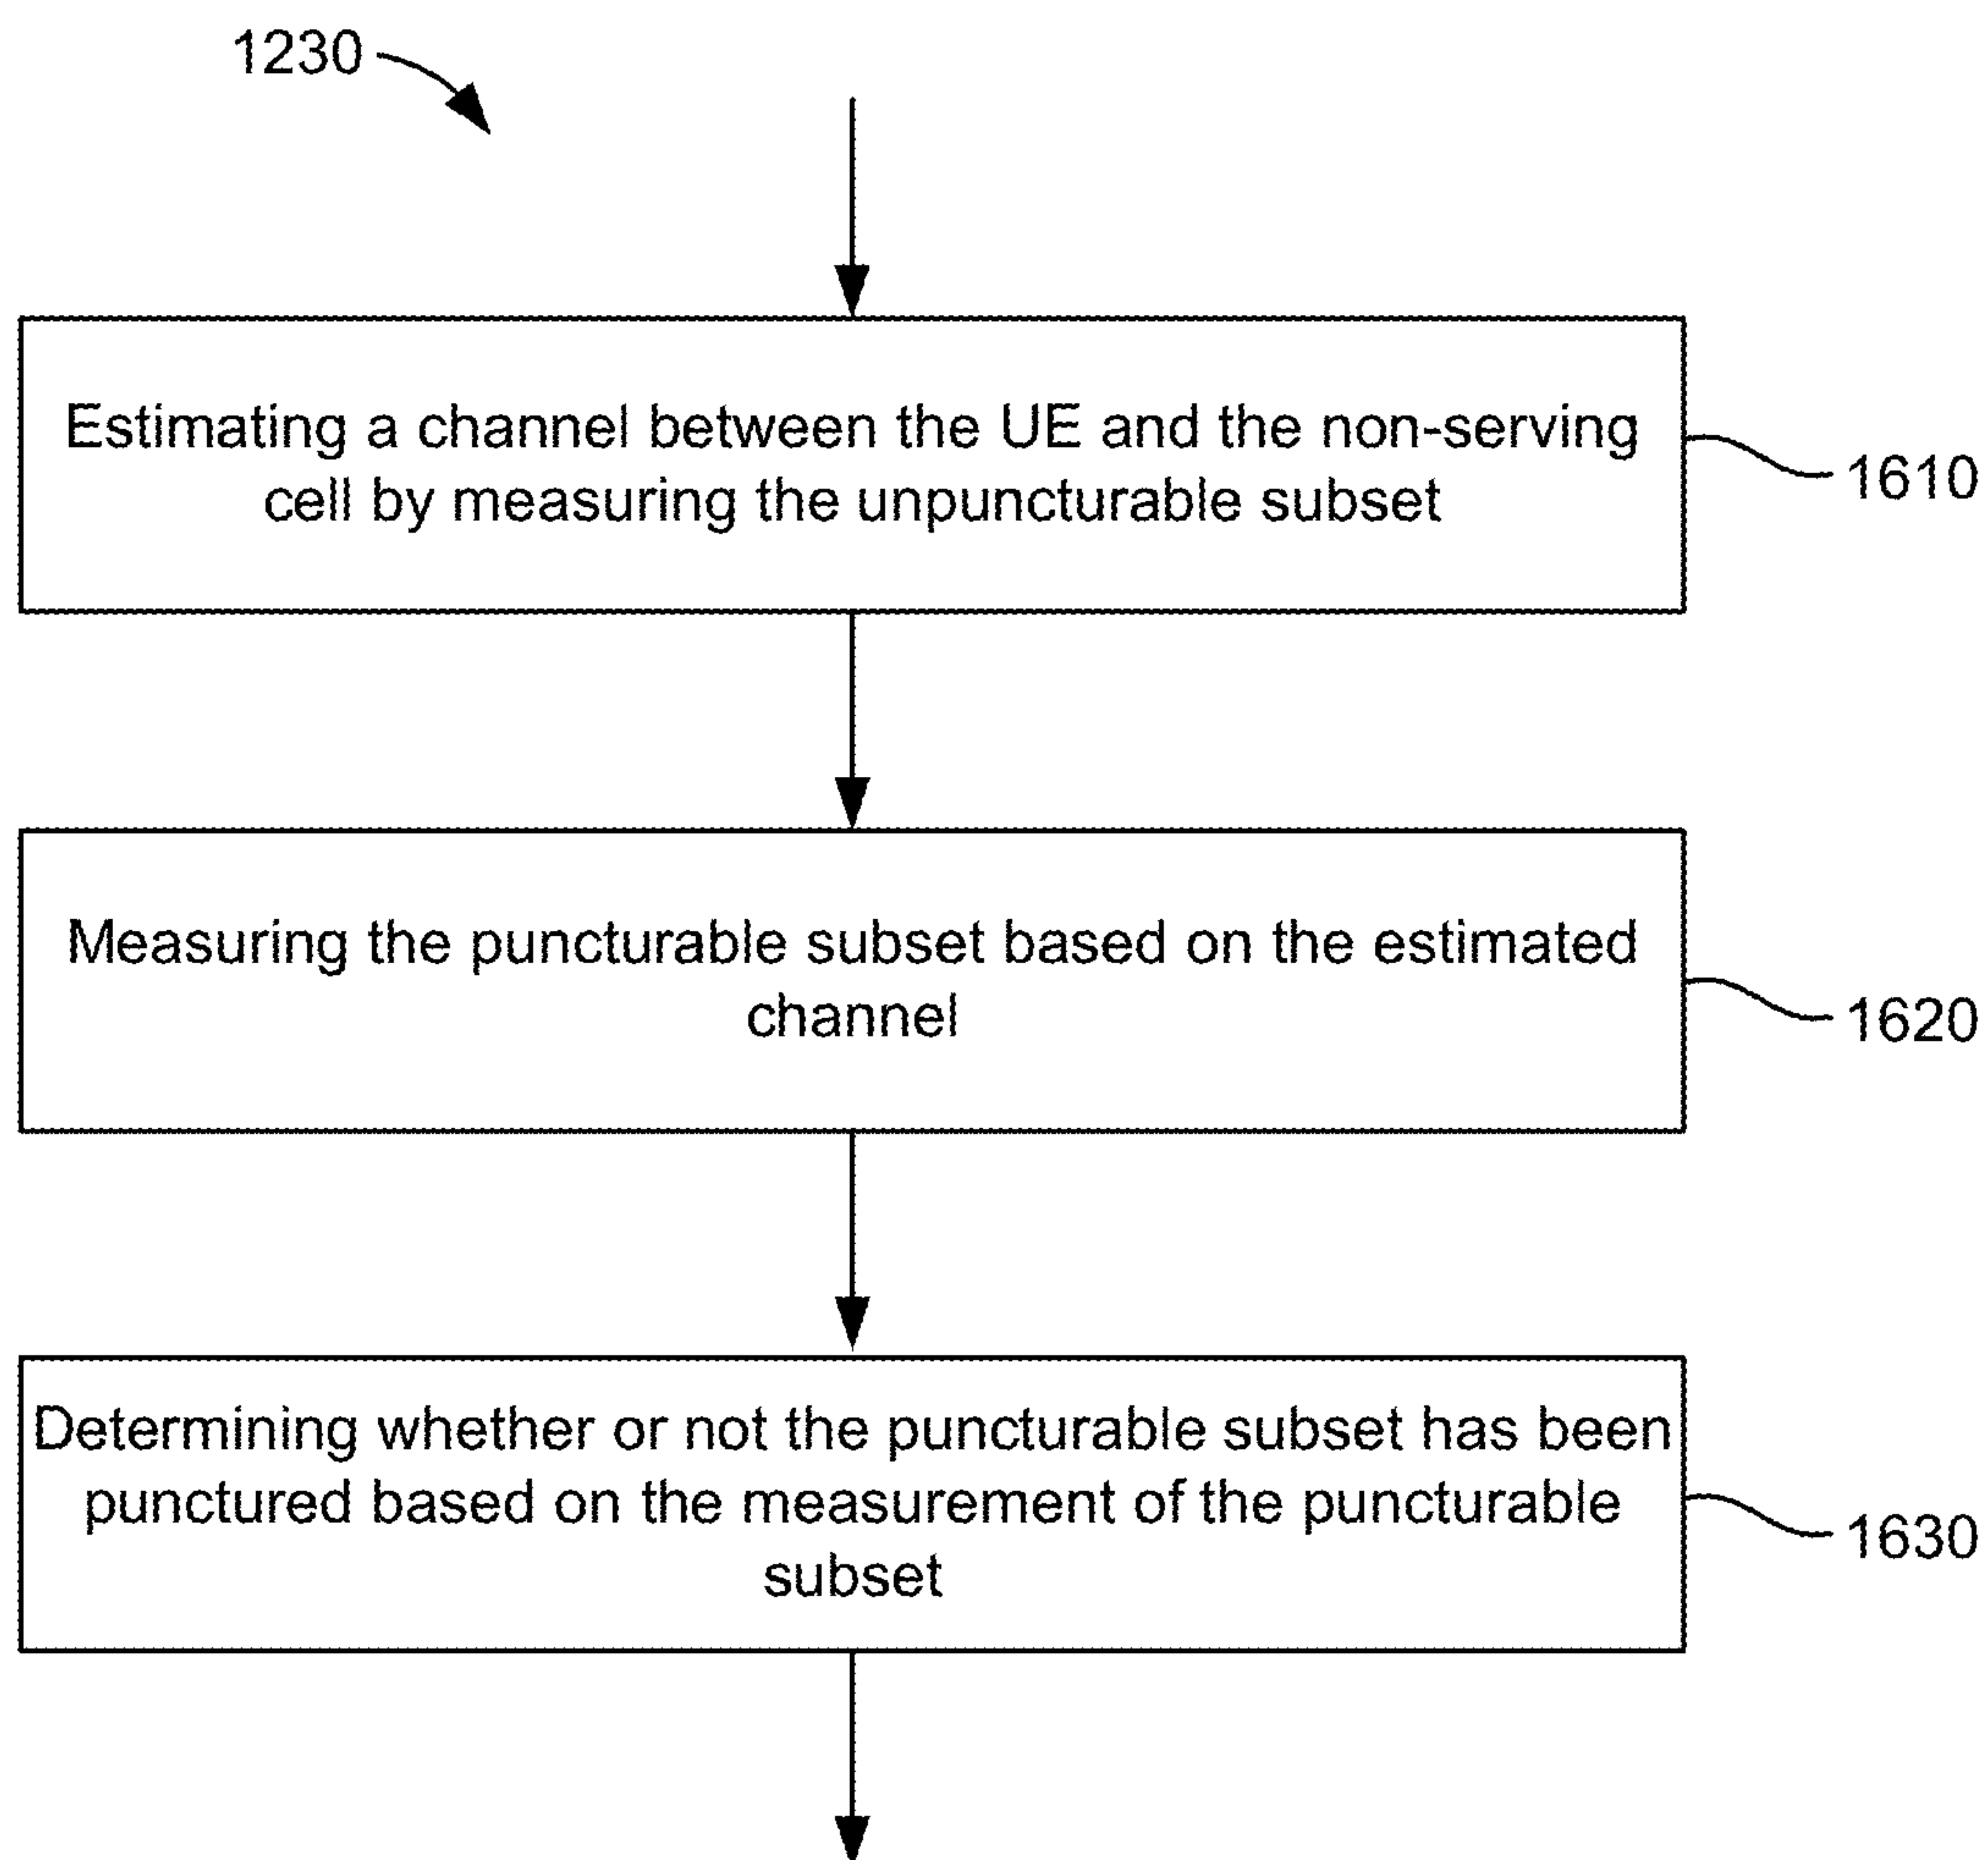 1230
Estimating a channel between the UE and the non-serving
cell by measuring the unpuncturable subset
1610
Measuring the puncturable subset based on the estimated
channel
1620
Determining whether or not the puncturable subset has been
punctured based on the measurement of the puncturable
subset
1630